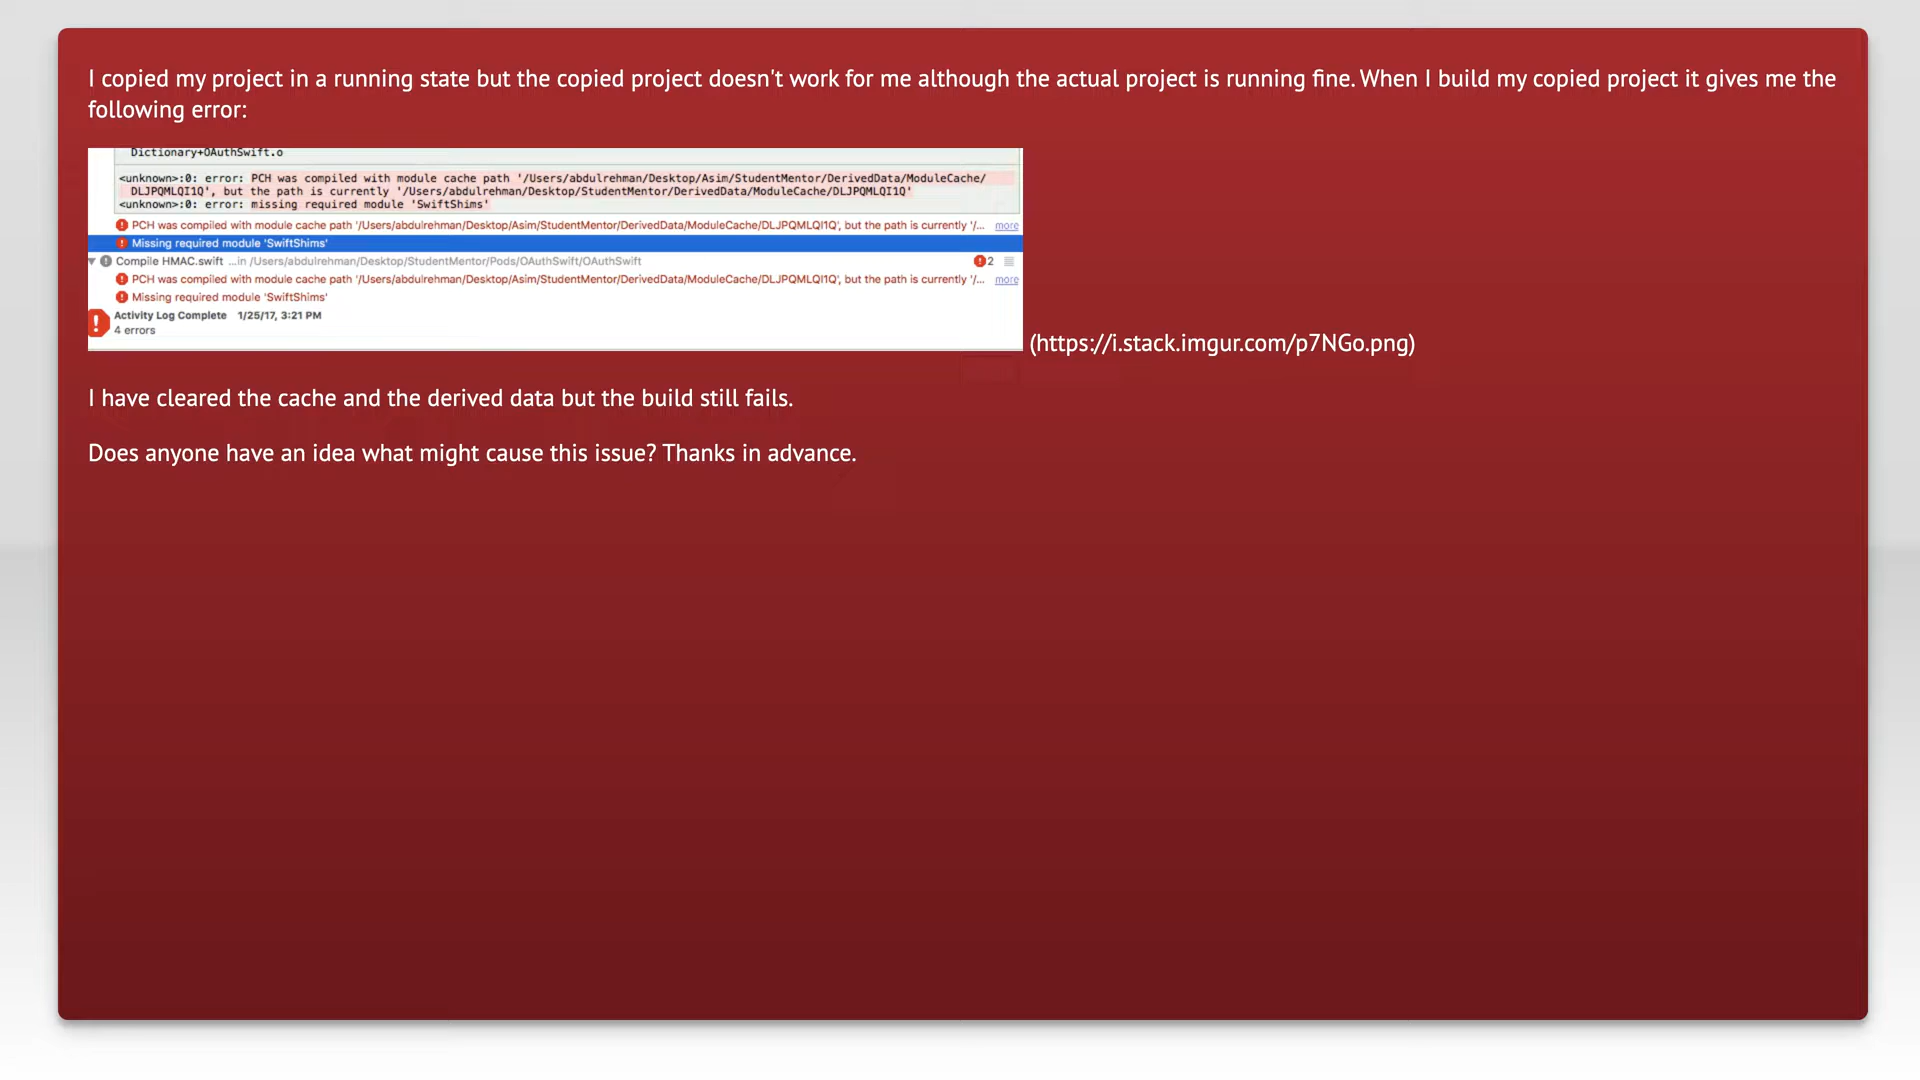 I copied my project in a running state but the copied project doesn't work for me although the actual project is running fine. When I build my copied project it gives me the
following error:
Dictionary+OAuthSwift.o
<unknown>:0: error: PCH was compiled with module cache path '/Users/abdulrehman/Desktop/Asim/StudentMentor/DerivedData/ModuleCache/
DLJPQMLQI1Q', but the path is currently '/Users/abdulrehman/Desktop/StudentMentor/DerivedData/ModuleCache/DLJPQMLQI1Q'
<unknown>:0: error: missing required module 'SwiftShims'
PCH was compiled with module cache path '/Users/abdulrehman/Desktop/Asim/StudentMentor/DerivedData/ModuleCache/DLJPQMLQI1Q', but the path is currently '/... more
Missing required module 'SwiftShims'
Compile HMAC.swift ...in /Users/abdulrehman/Desktop/StudentMentor/Pods/OAuthSwift/OAuthSwift 2
PCH was compiled with module cache path '/Users/abdulrehman/Desktop/Asim/StudentMentor/DerivedData/ModuleCache/DLJPQMLQI1Q', but the path is currently '/... more
Missing required module 'SwiftShims'
Activity Log Complete 1/25/17, 3:21 PM
4 errors
(https://i.stack.imgur.com/p7NGo.png)
I have cleared the cache and the derived data but the build still fails.
Does anyone have an idea what might cause this issue? Thanks in advance.